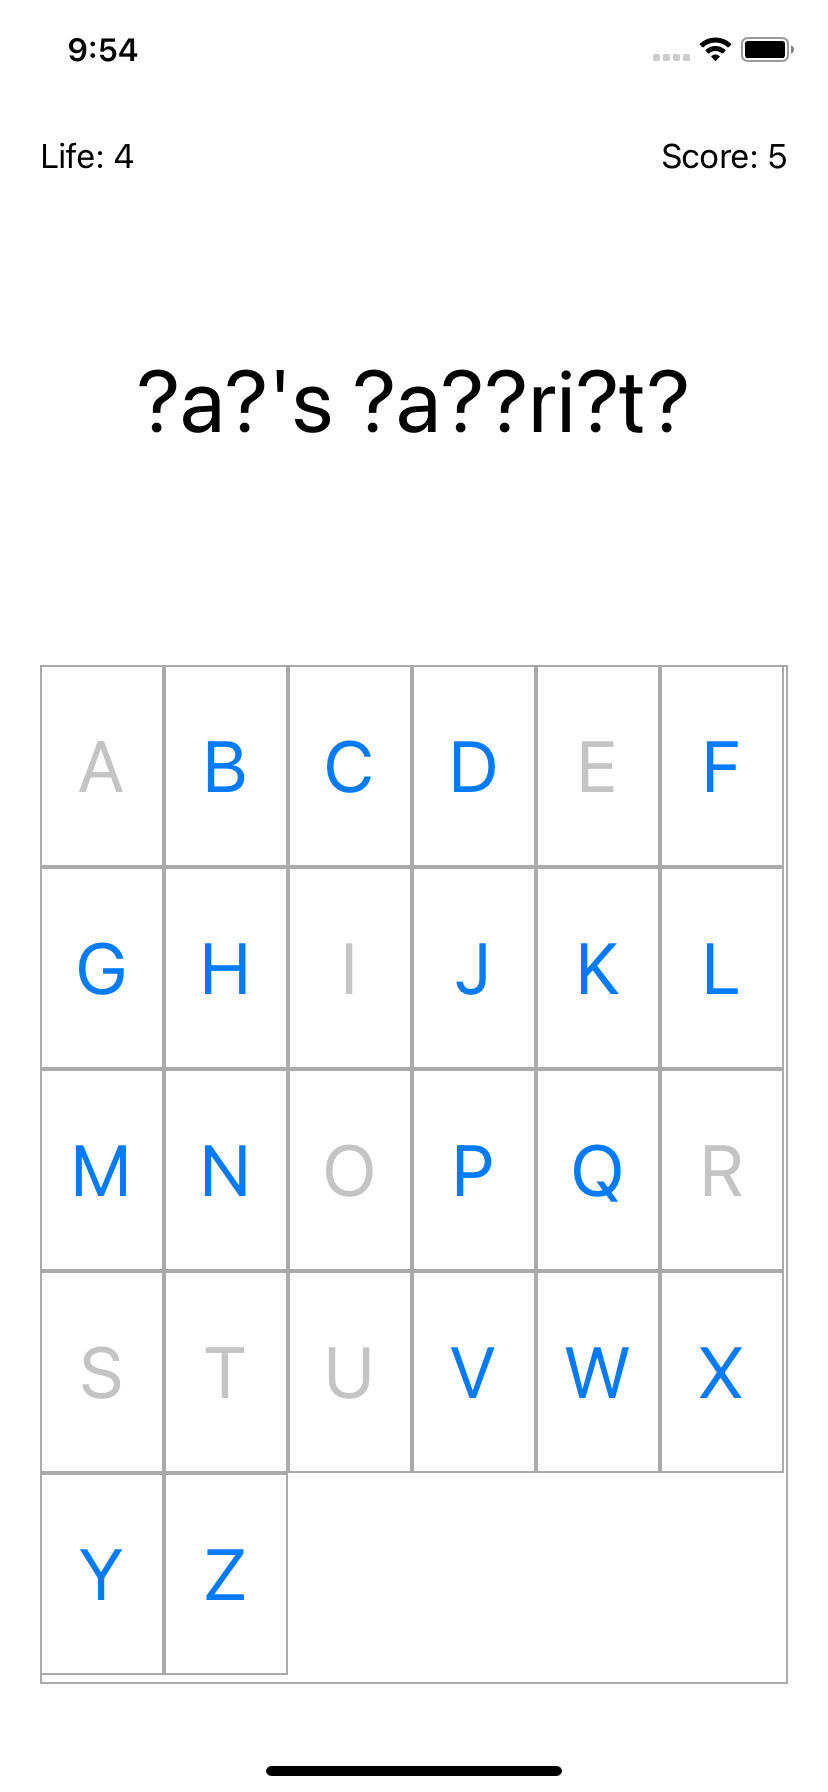 9:54
Life: 4 Score: 5
?a?'s ?a??ri?t?
A B C D E F
G H I J K L
M N O P Q R
S T U V W X
Y Z